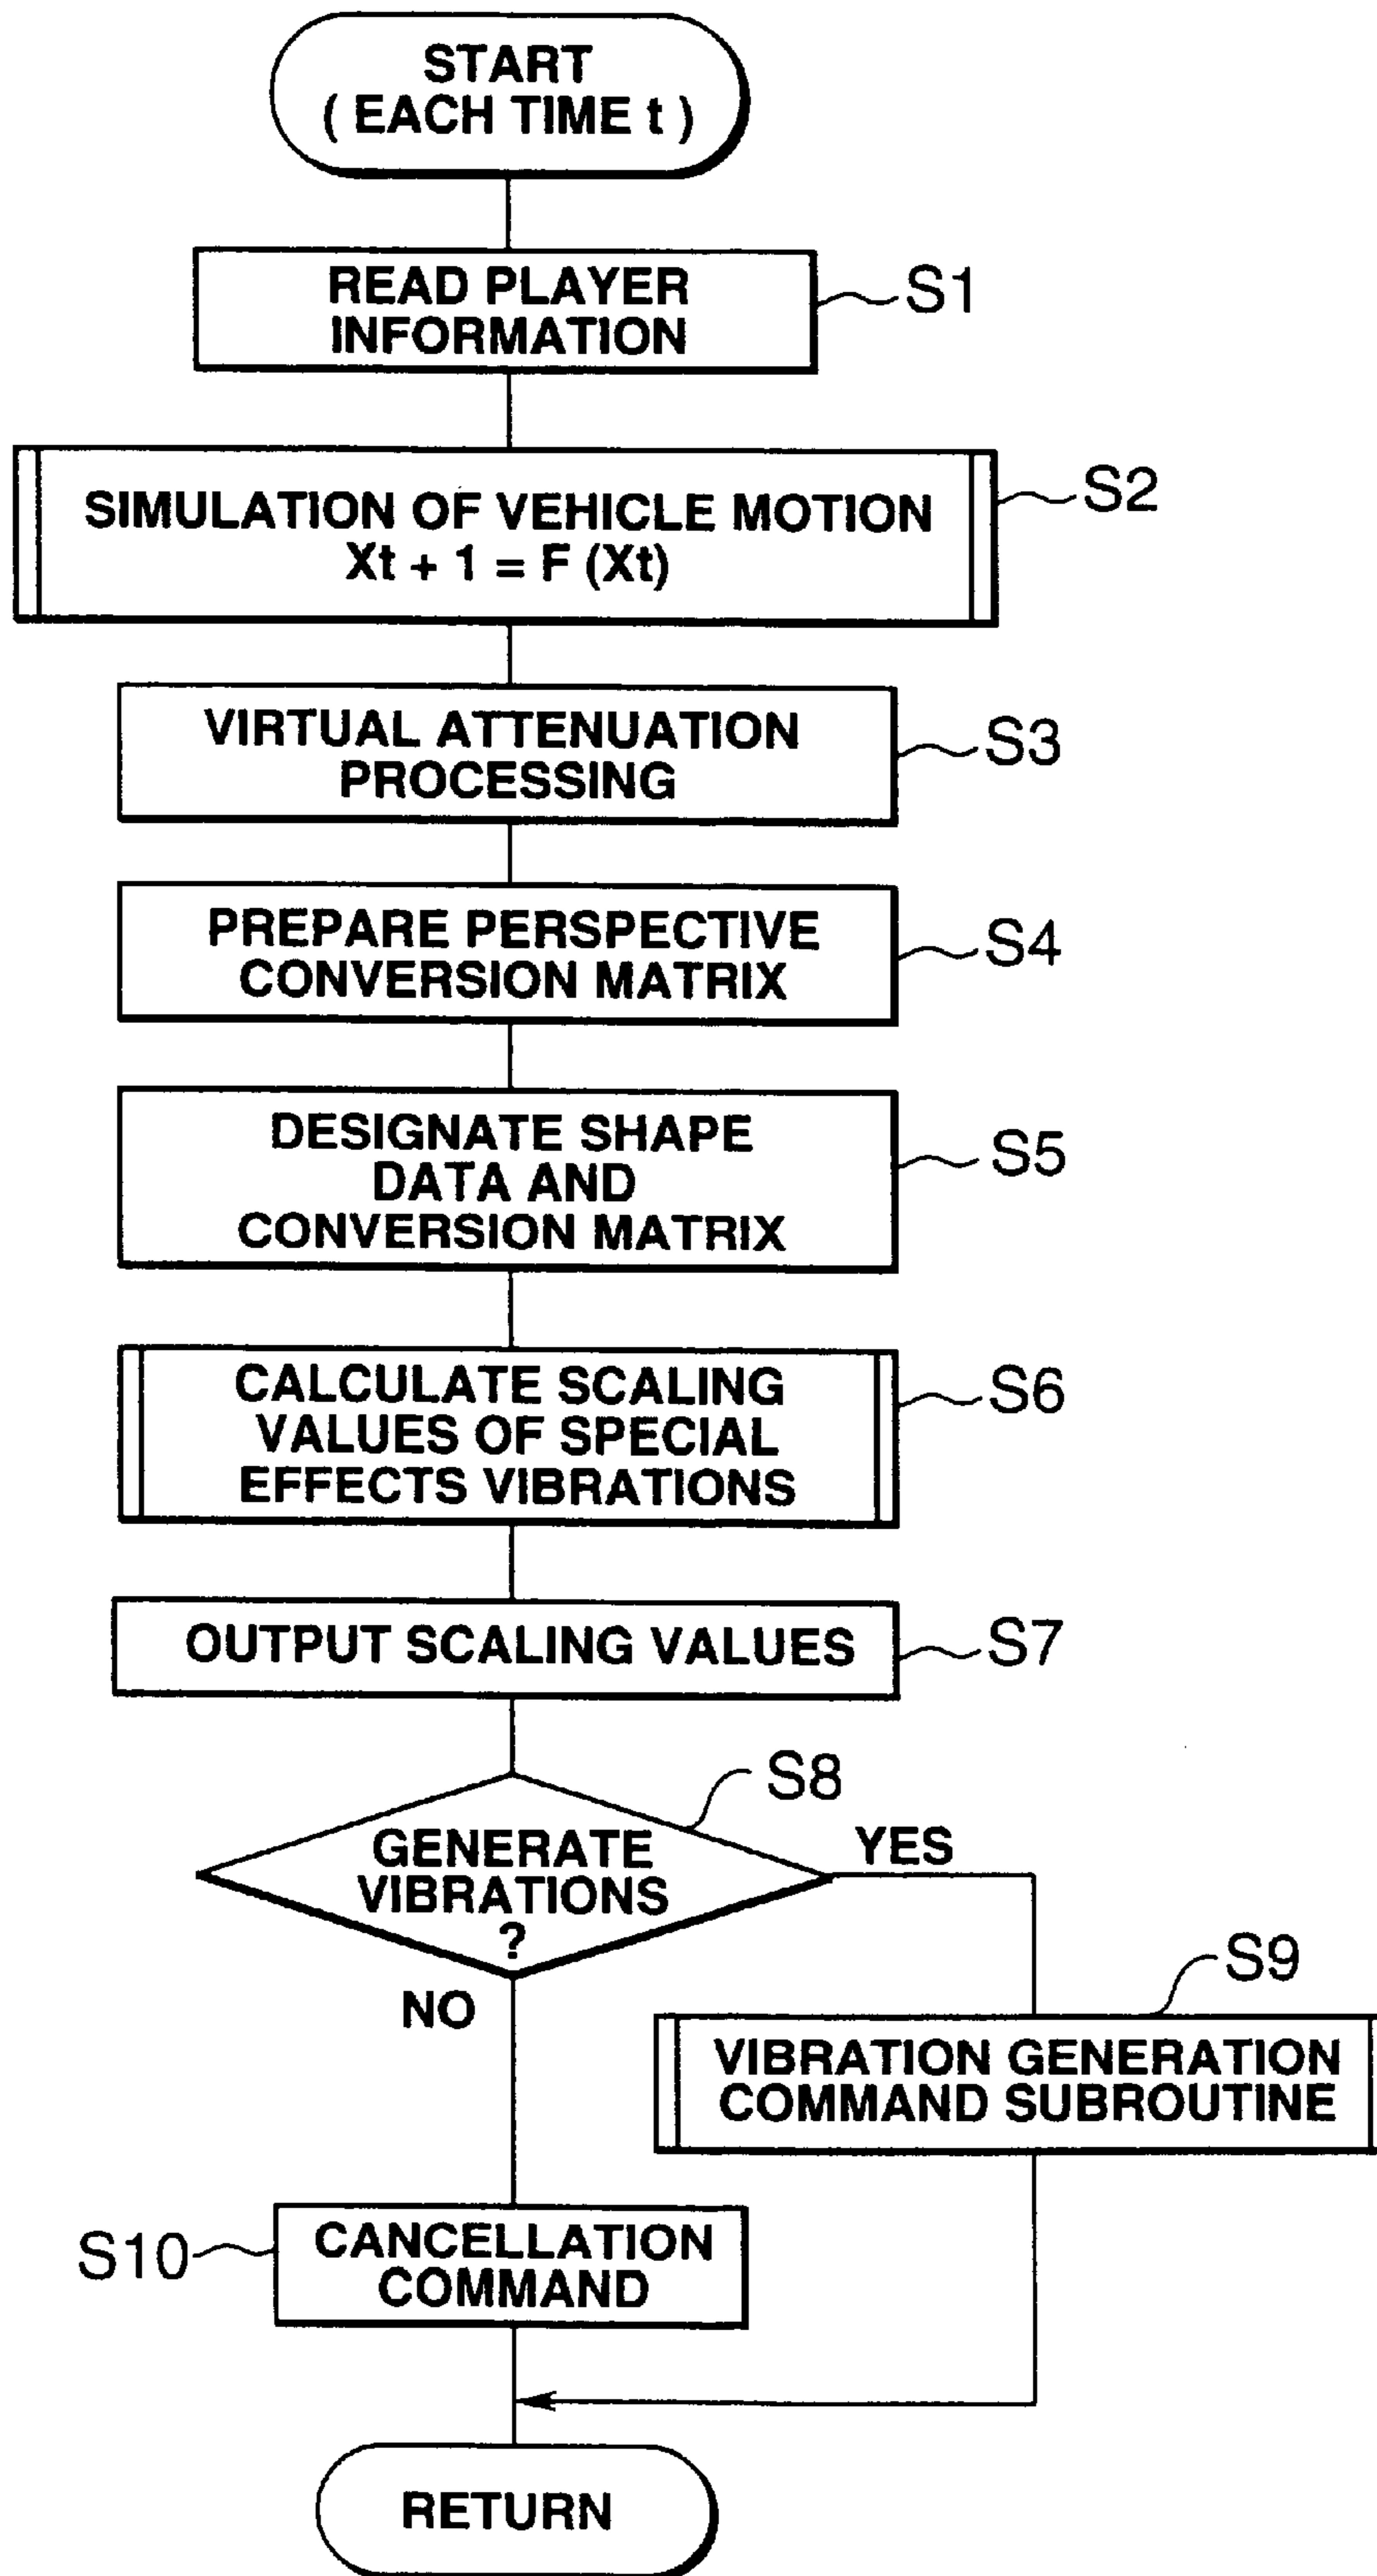 START
( EACH TIME t )
READ PLAYER
INFORMATION
S1
SIMULATION OF VEHICLE MOTION
Xt + 1 = F (Xt)
S2
VIRTUAL ATTENUATION
PROCESSING
S3
PREPARE PERSPECTIVE
CONVERSION MATRIX
S4
DESIGNATE SHAPE
DATA AND
CONVERSION MATRIX
S5
CALCULATE SCALING
VALUES OF SPECIAL
EFFECTS VIBRATIONS
S6
OUTPUT SCALING VALUES
S7
S8
GENERATE
VIBRATIONS
?
YES
NO
S9
VIBRATION GENERATION
COMMAND SUBROUTINE
S10
CANCELLATION
COMMAND
RETURN